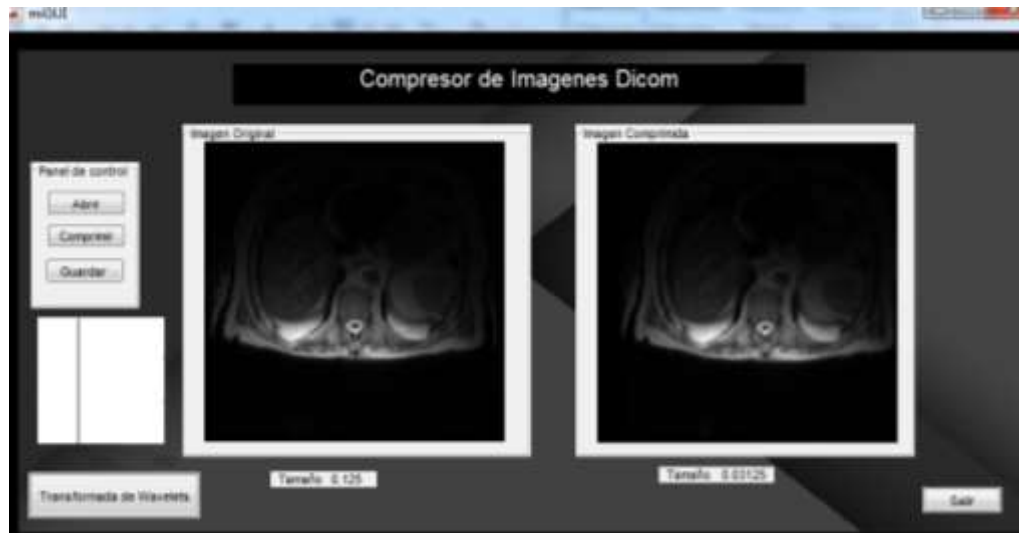 miGUI
Compresor de Imagenes Dicom
Imagen Original
Imagen Comprimida
Panel de control
Abrir
Comprimir
Guardar
Tamaño 0.125
Tamaño 0.03125
Transformada de Wavelets
Salir